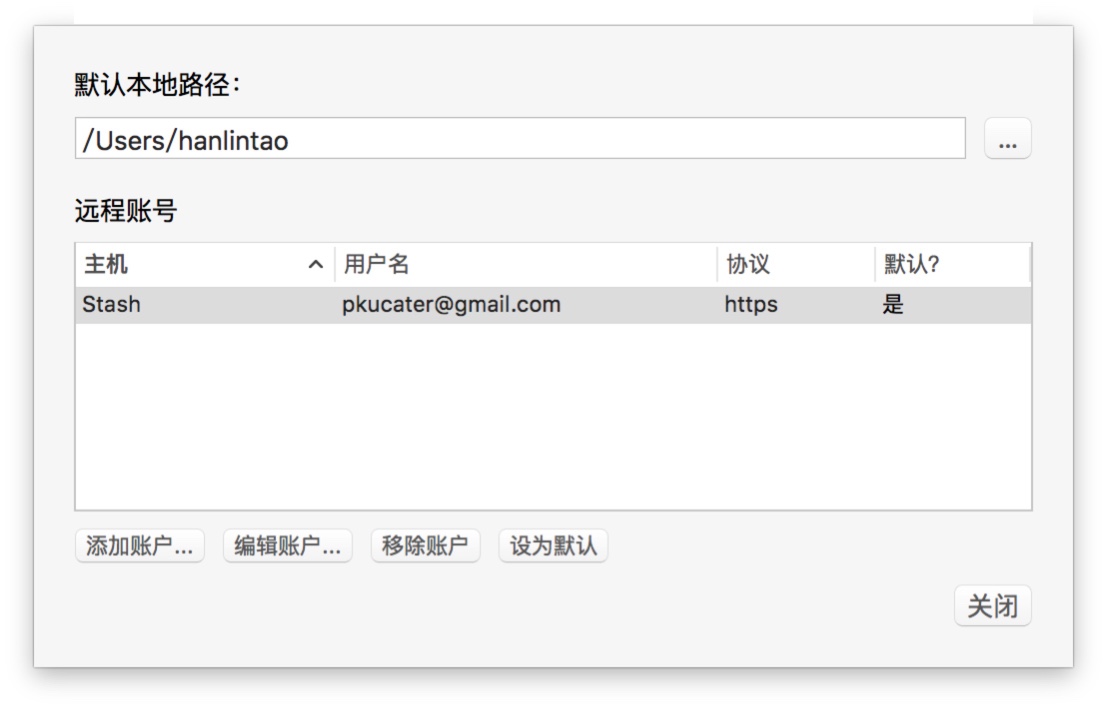 默认本地路径：
/Users/hanlintao ...
远程账号
主机 用户名 协议 默认?
Stash pkucater@gmail.com https 是
添加账户... 编辑账户... 移除账户 设为默认
关闭